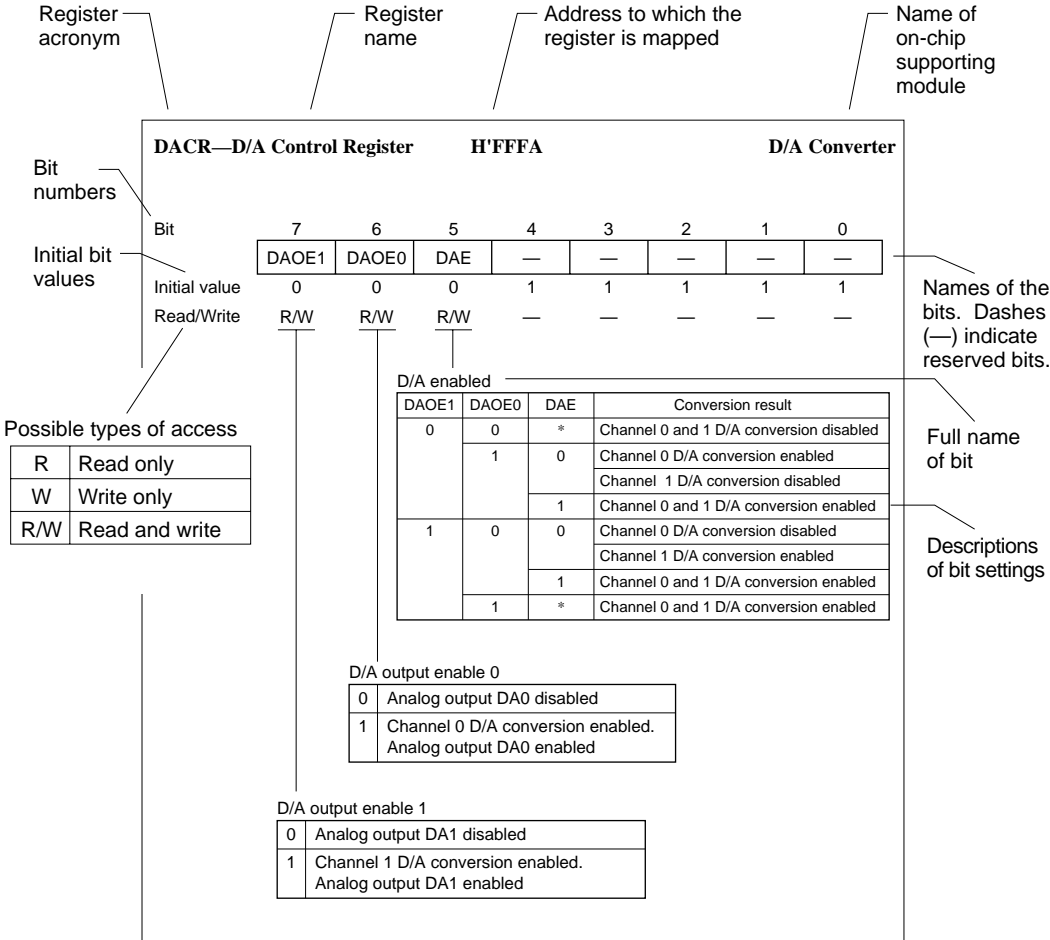 Register acronym
Register name
Address to which the register is mapped
Name of on-chip supporting module
DACR—D/A Control Register H'FFFA D/A Converter
Bit numbers
Bit 7 6 5 4 3 2 1 0
DAOE1 DAOE0 DAE — — — — —
Initial bit values
Initial value 0 0 0 1 1 1 1 1
Read/Write R/W R/W R/W — — — — —
Names of the bits. Dashes (—) indicate reserved bits.
Possible types of access
R Read only
W Write only
R/W Read and write
D/A enabled
DAOE1 DAOE0 DAE Conversion result
0 0 * Channel 0 and 1 D/A conversion disabled
1 0 Channel 0 D/A conversion enabled
Channel 1 D/A conversion disabled
1 Channel 0 and 1 D/A conversion enabled
1 0 0 Channel 0 D/A conversion disabled
Channel 1 D/A conversion enabled
1 Channel 0 and 1 D/A conversion enabled
1 * Channel 0 and 1 D/A conversion enabled
Full name of bit
Descriptions of bit settings
D/A output enable 0
0 Analog output DA0 disabled
1 Channel 0 D/A conversion enabled.
Analog output DA0 enabled
D/A output enable 1
0 Analog output DA1 disabled
1 Channel 1 D/A conversion enabled.
Analog output DA1 enabled